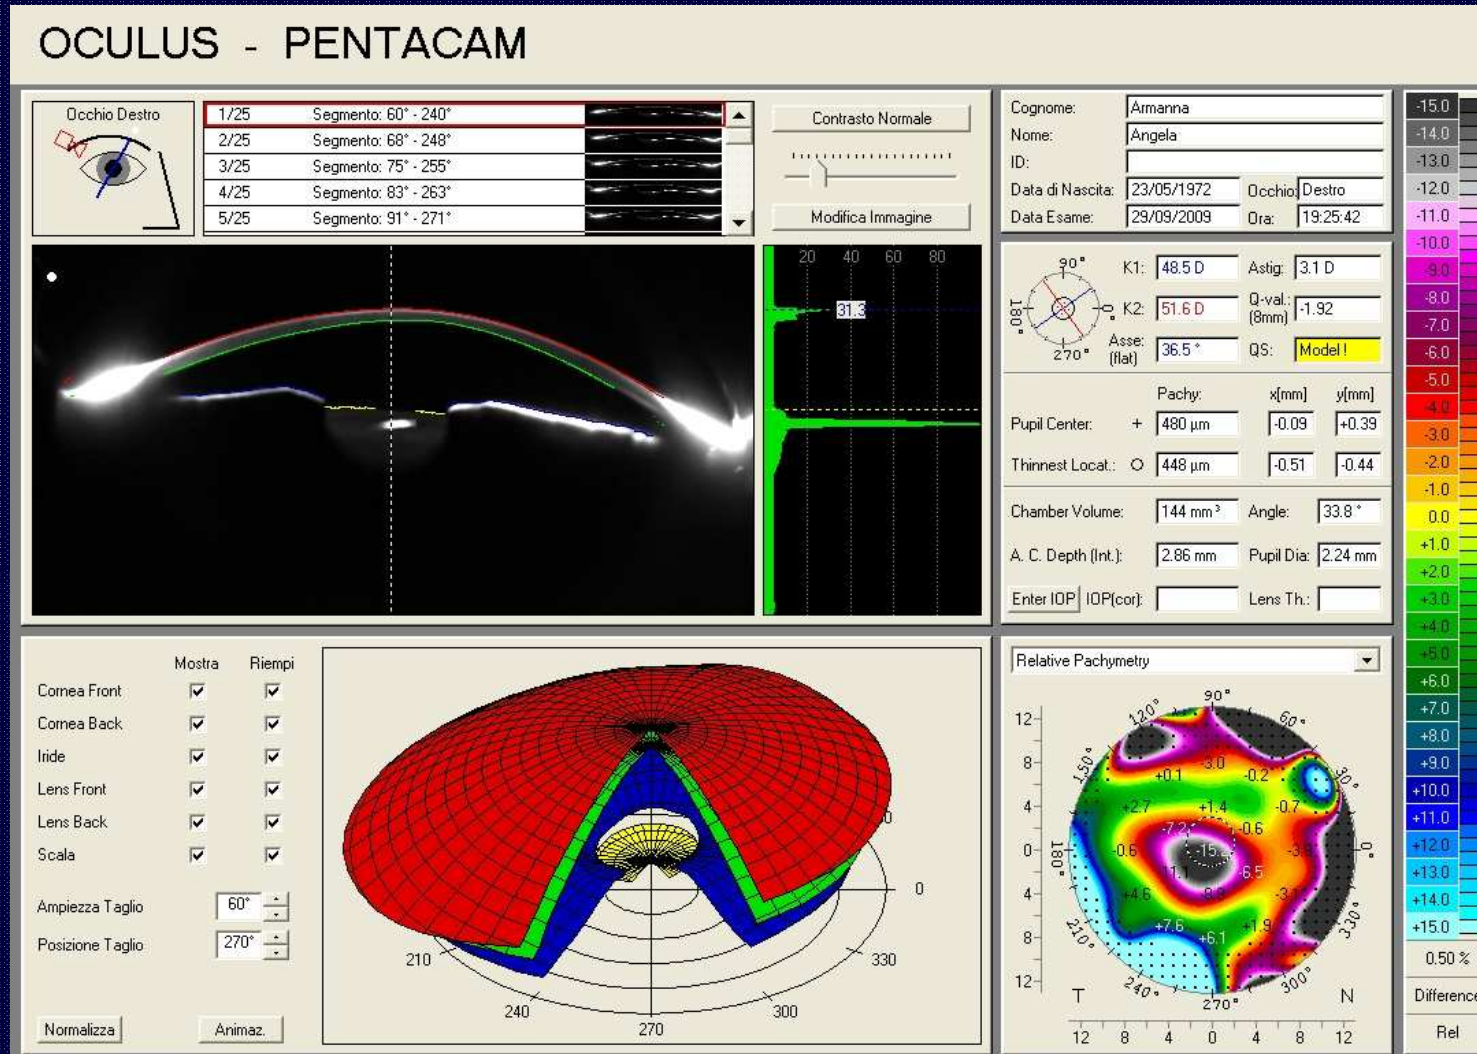 OCULUS - PENTACAM
Occhio Destro
1/25 Segmento: 60° - 240°
2/25 Segmento: 68° - 248°
3/25 Segmento: 75° - 255°
4/25 Segmento: 83° - 263°
5/25 Segmento: 91° - 271°
Contrasto Normale
Modifica Immagine
20 40 60 80
31.3
Cognome: Armanna
Nome: Angela
ID:
Data di Nascita: 23/05/1972 Occhio: Destro
Data Esame: 29/09/2009 Ora: 19:25:42
90°
180°
0°
270°
K1: 48.5 D Astig: 3.1 D
K2: 51.6 D Q-val.: (8mm) -1.92
Asse: (flat) 36.5 ° QS: Model !
Pachy: x[mm] y[mm]
Pupil Center: + 480 µm -0.09 +0.39
Thinnest Locat.: O 448 µm -0.51 -0.44
Chamber Volume: 144 mm³ Angle: 33.8 °
A. C. Depth (Int.): 2.86 mm Pupil Dia: 2.24 mm
Enter IOP IOP(cor): Lens Th.:
Mostra Riempi
Cornea Front
Cornea Back
Iride
Lens Front
Lens Back
Scala
Ampiezza Taglio 60°
Posizione Taglio 270°
Normalizza Animaz.
0
0
210
240
270
300
330
Relative Pachymetry
90°
120° 60°
150° 30°
180° 0°
210° 330°
240° 300°
270°
12
8
4
0
4
8
12
-3.0
+0.1 -0.2
+2.7 +1.4 -0.7
-7.2 -0.6
-0.6
-6.5
+4.6
+7.6 +6.1 +1.9
T N
12 8 4 0 4 8 12
-15.0
-14.0
-13.0
-12.0
-11.0
-10.0
-9.0
-8.0
-7.0
-6.0
-5.0
-4.0
-3.0
-2.0
-1.0
0.0
+1.0
+2.0
+3.0
+4.0
+5.0
+6.0
+7.0
+8.0
+9.0
+10.0
+11.0
+12.0
+13.0
+14.0
+15.0
0.50 %
Difference
Rel